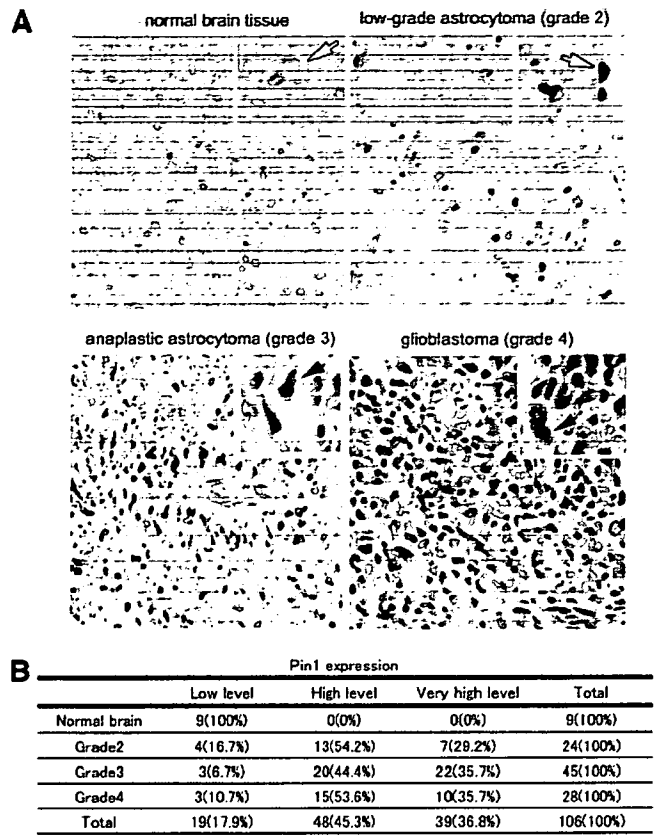 A
normal brain tissue
low-grade astrocytoma (grade 2)
anaplastic astrocytoma (grade 3)
glioblastoma (grade 4)
B
Pin1 expression
Low level High level Very high level Total
Normal brain 9(100%) 0(0%) 0(0%) 9(100%)
Grade2 4(16.7%) 13(54.2%) 7(29.2%) 24(100%)
Grade3 3(6.7%) 20(44.4%) 22(35.7%) 45(100%)
Grade4 3(10.7%) 15(53.6%) 10(35.7%) 28(100%)
Total 19(17.9%) 48(45.3%) 39(36.8%) 106(100%)